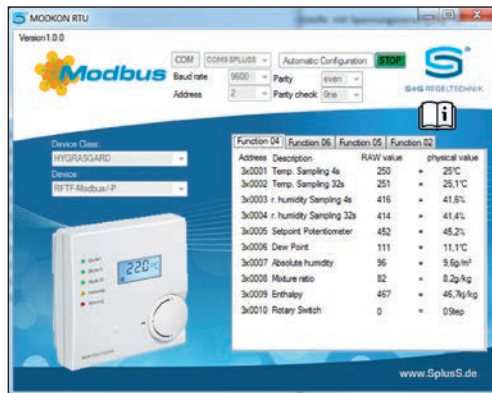 MODKON RTU
Version1.0.0
Modbus
COM COM9 SPLUSS Automatic Configuration STOP
Baud rate 9600 Party even
Address 2 Party check One
S
S+S REGELTECHNIK
i
Device Class:
HYGRASGARD
Device:
RFTF-Modbus/-P
Function 04 Function 06 Function 05 Function 02
Address Description RAW value physical value
3x0001 Temp. Sampling 4s 250 = 25°C
3x0002 Temp. Sampling 32s 251 = 25,1°C
3x0003 r. humidity Sampling 4s 416 = 41,6%
3x0004 r. humidity Sampling 32s 414 = 41,4%
3x0005 Setpoint Potentiometer 452 = 45,2%
3x0006 Dew Point 111 = 11,1°C
3x0007 Absolute humidity 96 = 9,6g/m³
3x0008 Mixture ratio 82 = 8,2g/kg
3x0009 Enthalpy 467 = 46,7kj/kg
3x0010 Rotary Switch 0 = 0Step
22.0 °C
www.SplusS.de